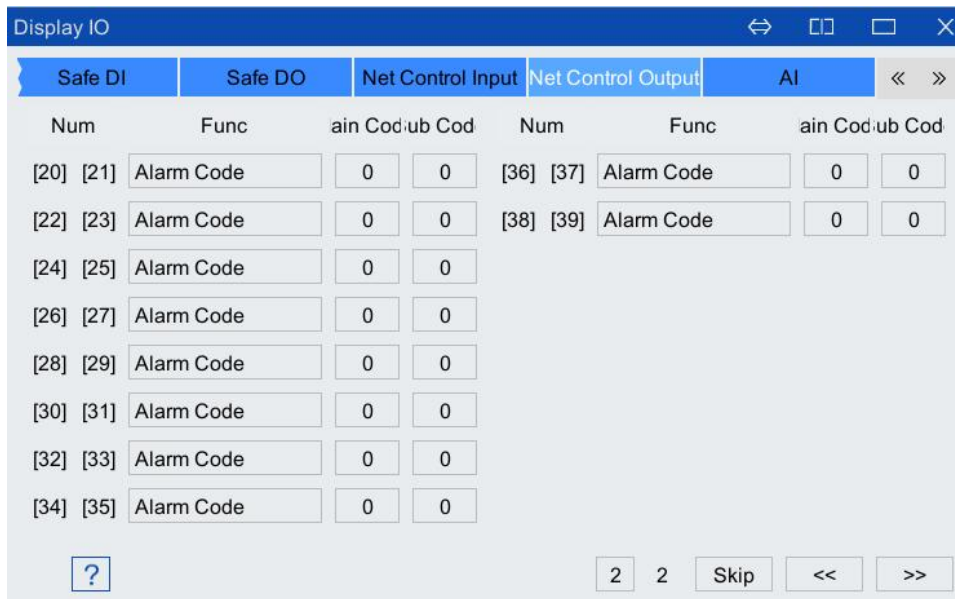 Display IO
Safe DI Safe DO Net Control Input Net Control Output AI « »
Num Func ain Cod ub Cod Num Func ain Cod ub Cod
[20] [21] Alarm Code 0 0 [36] [37] Alarm Code 0 0
[22] [23] Alarm Code 0 0 [38] [39] Alarm Code 0 0
[24] [25] Alarm Code 0 0
[26] [27] Alarm Code 0 0
[28] [29] Alarm Code 0 0
[30] [31] Alarm Code 0 0
[32] [33] Alarm Code 0 0
[34] [35] Alarm Code 0 0
? 2 2 Skip << >>